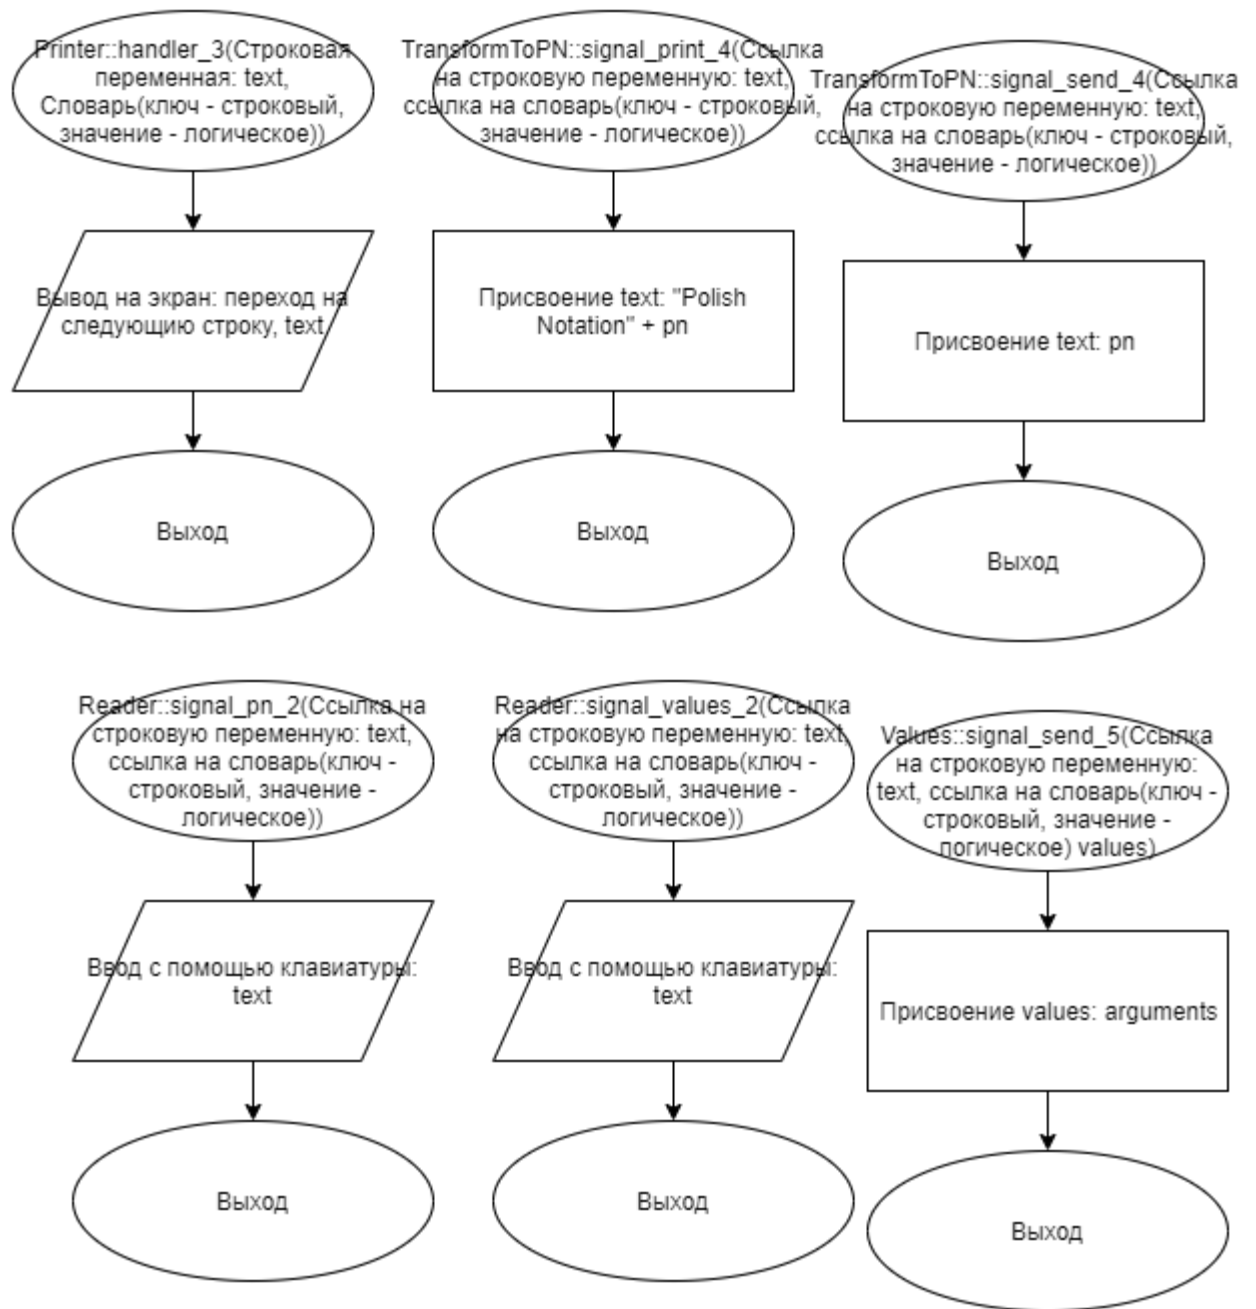 Printer::handler_3(Строковая
переменная: text,
Словарь(ключ - строковый,
значение - логическое))
Вывод на экран: переход на
следующию строку, text
Выход
TransformToPN::signal_print_4(Ссылка
на строковую переменную: text,
ссылка на словарь(ключ - строковый,
значение - логическое))
Присвоение text: "Polish
Notation" + pn
Выход
TransformToPN::signal_send_4(Ссылка
на строковую переменную: text,
ссылка на словарь(ключ - строковый,
значение - логическое))
Присвоение text: pn
Выход
Reader::signal_pn_2(Ссылка на
строковую переменную: text,
ссылка на словарь(ключ -
строковый, значение -
логическое))
Ввод с помощью клавиатуры:
text
Выход
Reader::signal_values_2(Ссылка
на строковую переменную: text,
ссылка на словарь(ключ -
строковый, значение -
логическое))
Ввод с помощью клавиатуры:
text
Выход
Values::signal_send_5(Ссылка
на строковую переменную:
text, ссылка на словарь(ключ -
строковый, значение -
логическое) values)
Присвоение values: arguments
Выход